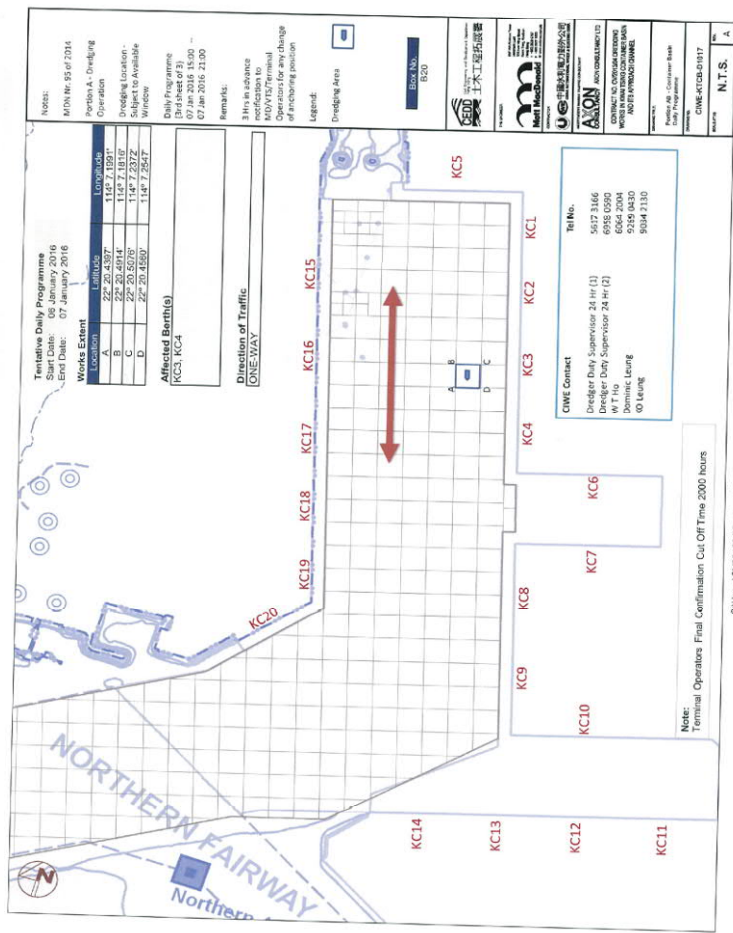 Tentative Daily Programme
Start Date: 06 January 2016
End Date: 07 January 2016
Works Extent
Location Latitude Longitude
A 22° 20.4397' 114° 7.1991'
B 22° 20.4914' 114° 7.1816'
C 22° 20.5076' 114° 7.2372'
D 22° 20.4560' 114° 7.2547'
Affected Berth(s)
KC3, KC4
Direction of Traffic
ONE-WAY
Notes:
MDN Nr. 95 of 2014
Portion A - Dredging
Operation
Dredging Location -
Subject to Available
Window
Daily Programme
(3rd sheet of 3)
07 Jan 2016 15:00 –
07 Jan 2016 21:00
Remarks:
3 Hrs in advance
notification to
MD/VTS/Terminal
Operators for any change
of anchoring position
Legend:
Dredging Area
Box No.
B20
CEDD
土木工程拓展署
Mott MacDonald
AXON
CONSULTANCY
AXON CONSULTANCY LTD
WORKS IN KWAI TSING CONTAINER BASIN
AND ITS APPROACH CHANNEL
Portion AB - Container Basin
Daily Programme
CIWE-KTCB-D1017
N.T.S.
A
N
NORTHERN FAIRWAY
Northern
KC20
KC19
KC18
KC17
KC16
KC15
KC5
A
B
C
D
KC14
KC13
KC12
KC11
KC10
KC9
KC8
KC7
KC6
KC4
KC3
KC2
KC1
CIWE Contact Tel No.
Dredger Duty Supervisor 24 Hr (1) 5617 3166
Dredger Duty Supervisor 24 Hr (2) 6958 0590
W T Ho 6064 2004
Dominic Leung 9289 0430
KO Leung 9034 2130
Note:
Terminal Operators Final Confirmation Cut Off Time 2000 hours